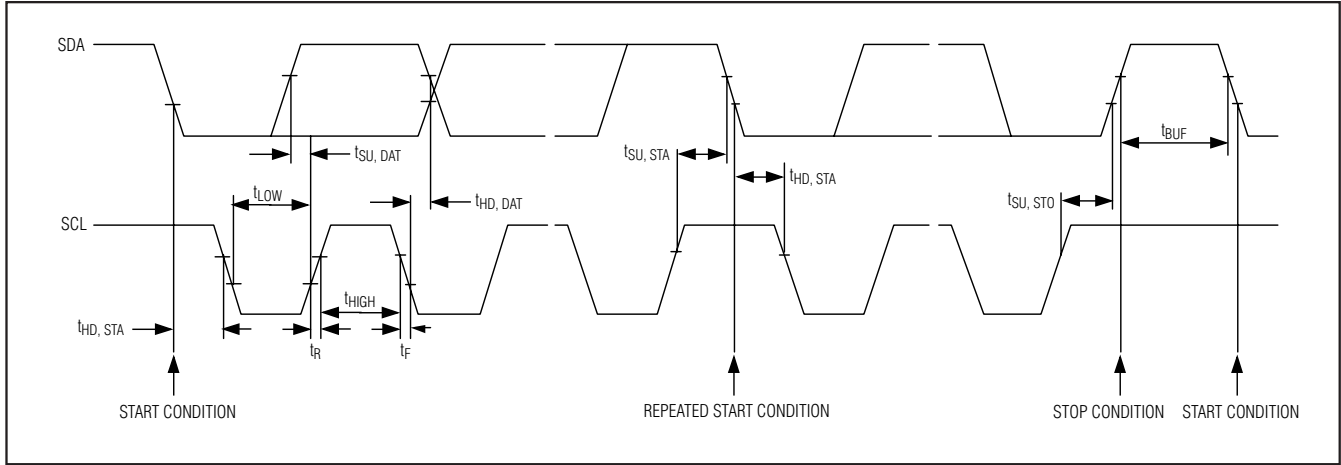 SDA
tSU, DAT
tSU, STA
tBUF
tLOW
tHD, DAT
tHD, STA
tSU, STO
SCL
tHIGH
tHD, STA
tR
tF
START CONDITION
REPEATED START CONDITION
STOP CONDITION
START CONDITION